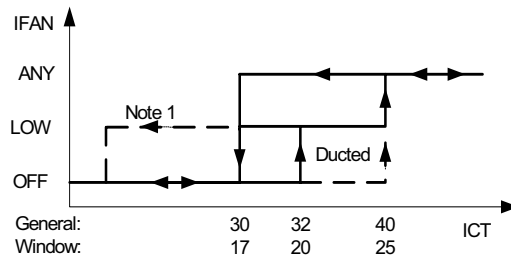 IFAN
ANY
Note 1
LOW
Ducted
OFF
General: 30 32 40 ICT
Window: 17 20 25